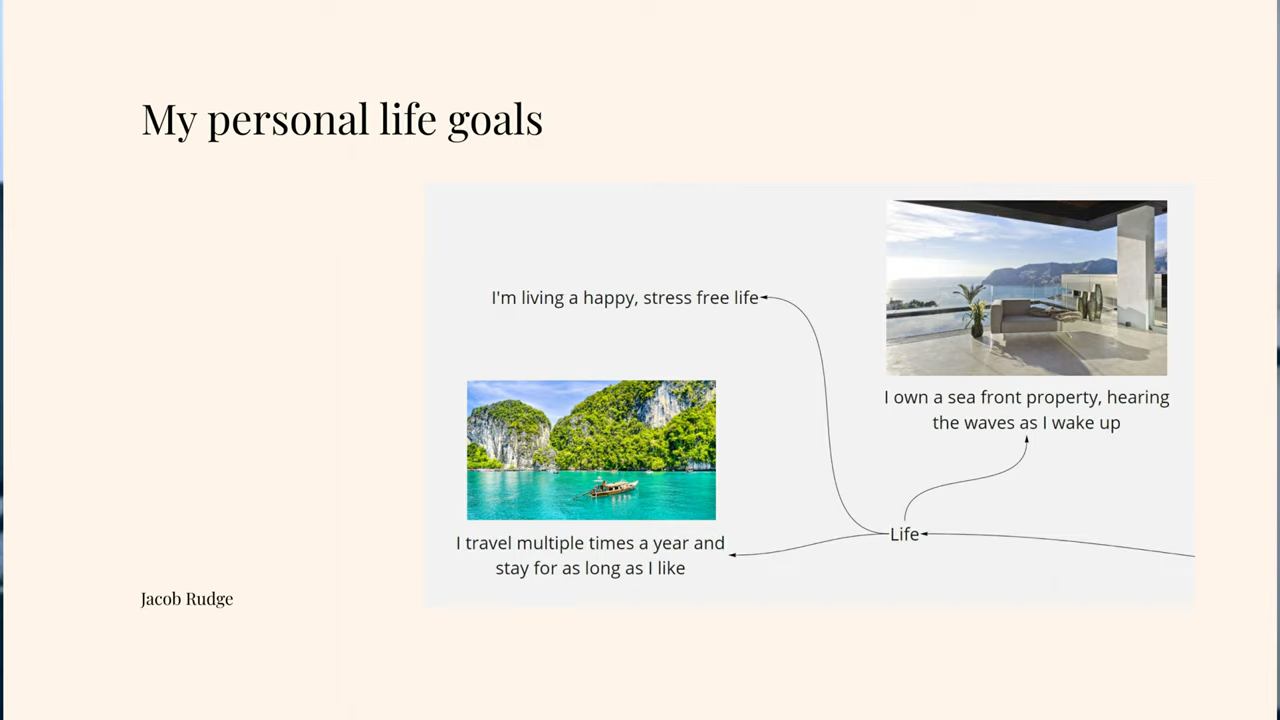 My personal life goals
I'm living a happy, stress free life
I own a sea front property, hearing
the waves as I wake up
Life
I travel multiple times a year and
stay for as long as I like
Jacob Rudge